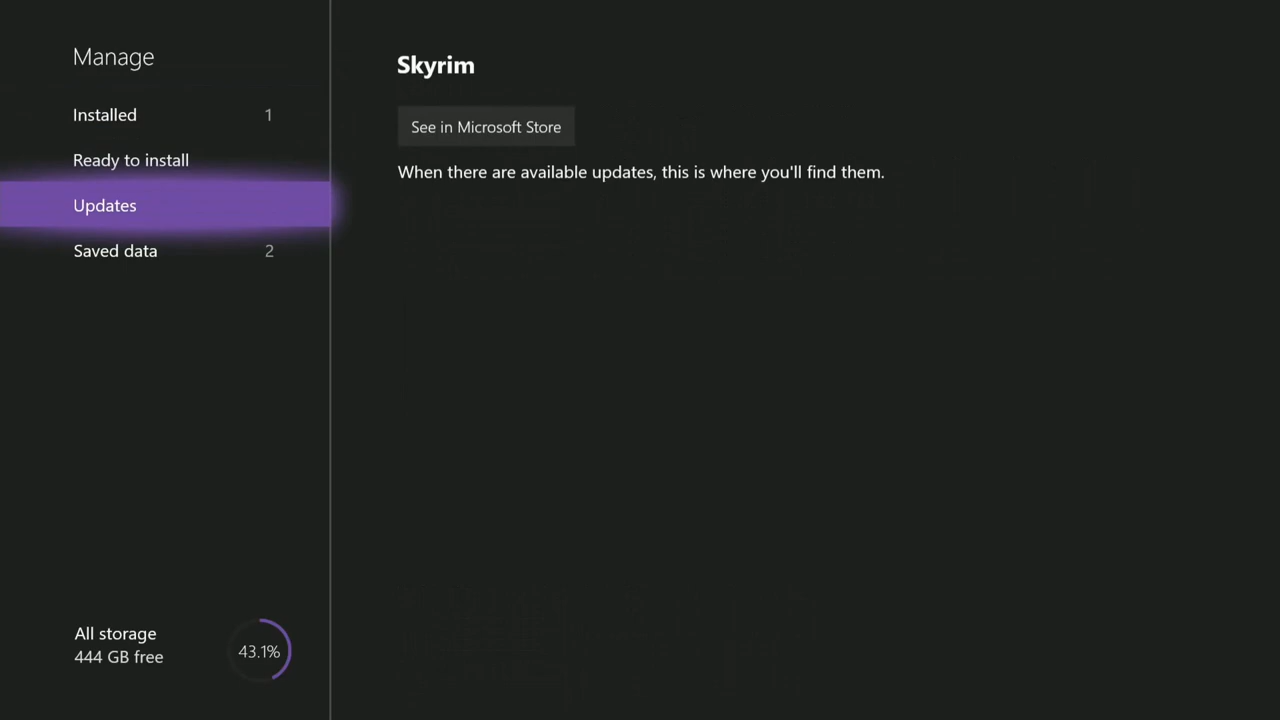 Manage
Installed 1
Ready to install
Updates
Saved data 2
All storage
444 GB free
43.1%
Skyrim
See in Microsoft Store
When there are available updates, this is where you'll find them.